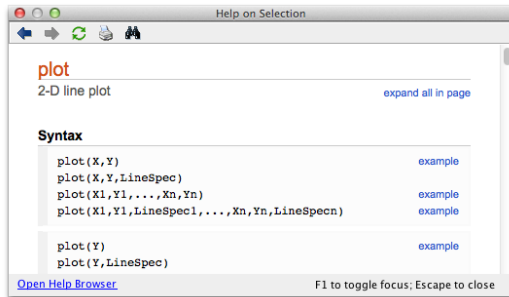 Help on Selection
plot
2-D line plot expand all in page
Syntax
plot(X,Y) example
plot(X,Y,LineSpec)
plot(X1,Y1,...,Xn,Yn) example
plot(X1,Y1,LineSpec1,...,Xn,Yn,LineSpecn) example
plot(Y) example
plot(Y,LineSpec)
Open Help Browser F1 to toggle focus; Escape to close